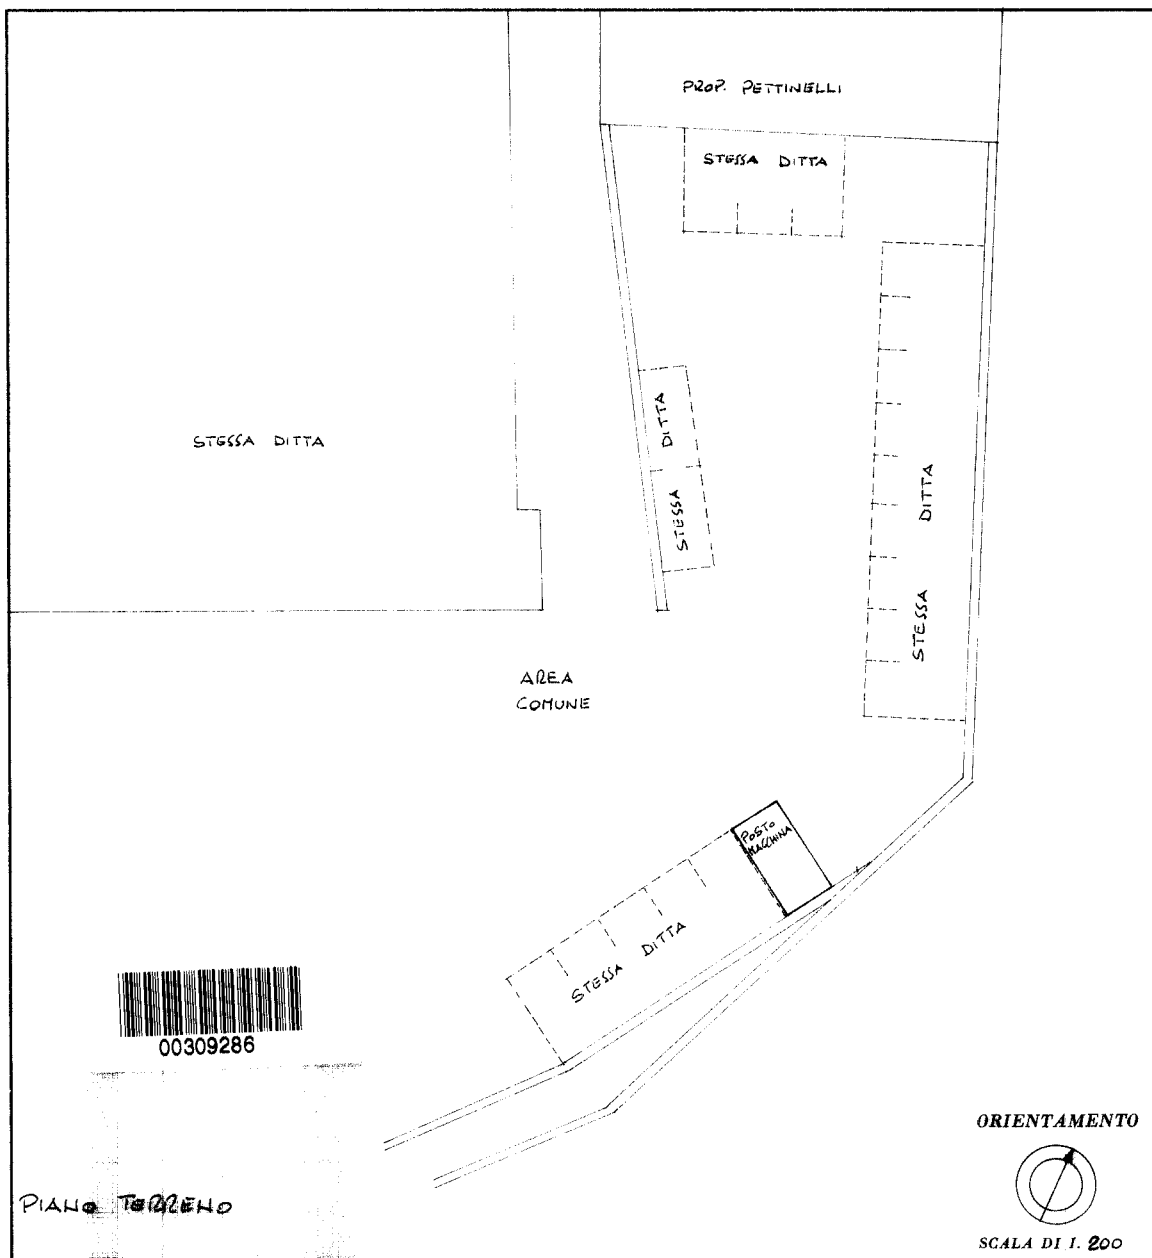 PROP. PETTINELLI
STESSA DITTA
STESSA DITTA
STESSA DITTA
STESSA DITTA
AREA
COMUNE
POSTO
MACCHINA
STESSA DITTA
00309286
PIANO TERRENO
ORIENTAMENTO
SCALA DI 1. 200